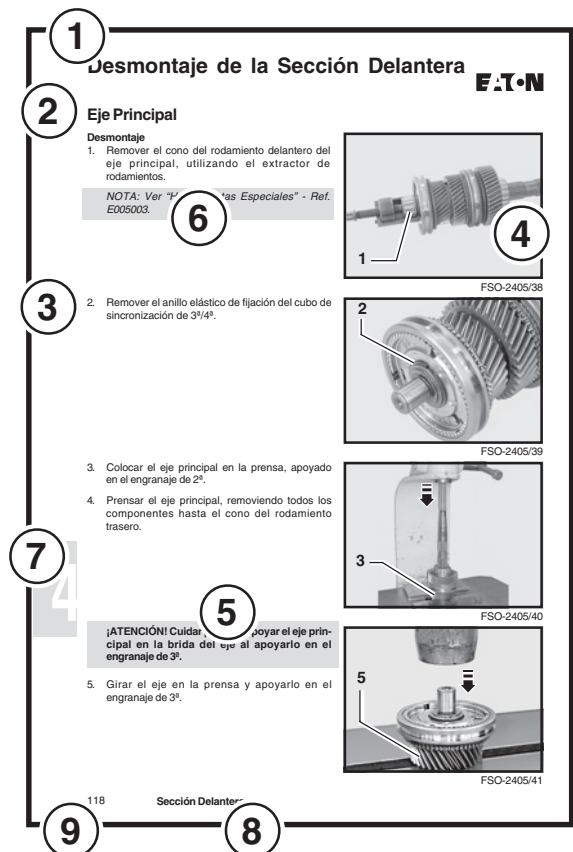 1
Desmontaje de la Sección Delantera
EATON
2
Eje Principal
Desmontaje
1. Remover el cono del rodamiento delantero del
eje principal, utilizando el extractor de
rodamientos.
NOTA: Ver "H tas Especiales" - Ref.
E005003.
6
4
1
FSO-2405/38
3
2. Remover el anillo elástico de fijación del cubo de
sincronización de 3ª/4ª.
2
FSO-2405/39
3. Colocar el eje principal en la prensa, apoyado
en el engranaje de 2ª.
4. Prensar el eje principal, removiendo todos los
componentes hasta el cono del rodamiento
trasero.
3
FSO-2405/40
7
4
5
¡ATENCIÓN! Cuidar poyar el eje prin-
cipal en la brida del eje al apoyarlo en el
engranaje de 3ª.
5. Girar el eje en la prensa y apoyarlo en el
engranaje de 3ª.
5
FSO-2405/41
118 Sección Delantera
9
8